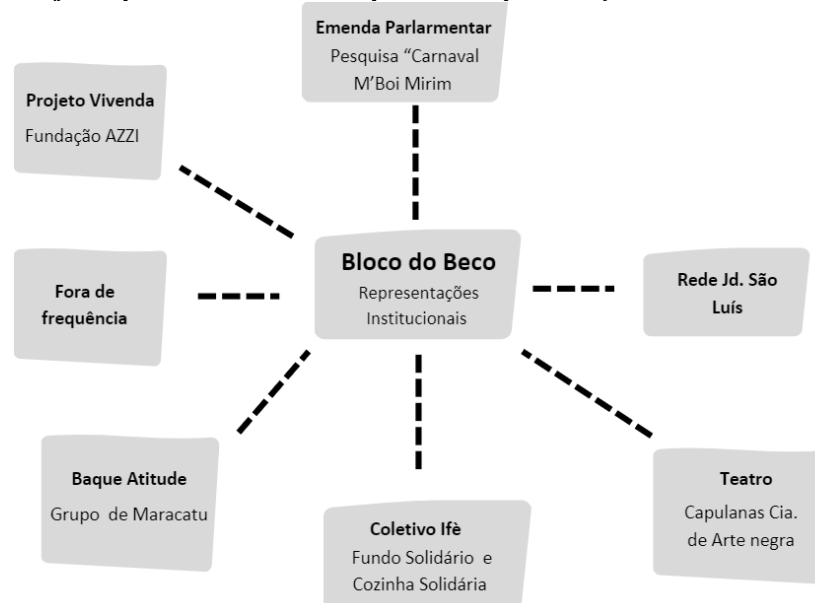 Emenda Parlarmentar
Pesquisa “Carnaval
M’Boi Mirim
Projeto Vivenda
Fundação AZZI
Bloco do Beco
Representações
Institucionais
Fora de
frequência
Rede Jd. São
Luís
Baque Atitude
Grupo de Maracatu
Coletivo Ifè
Fundo Solidário e
Cozinha Solidária
Teatro
Capulanas Cia.
de Arte negra